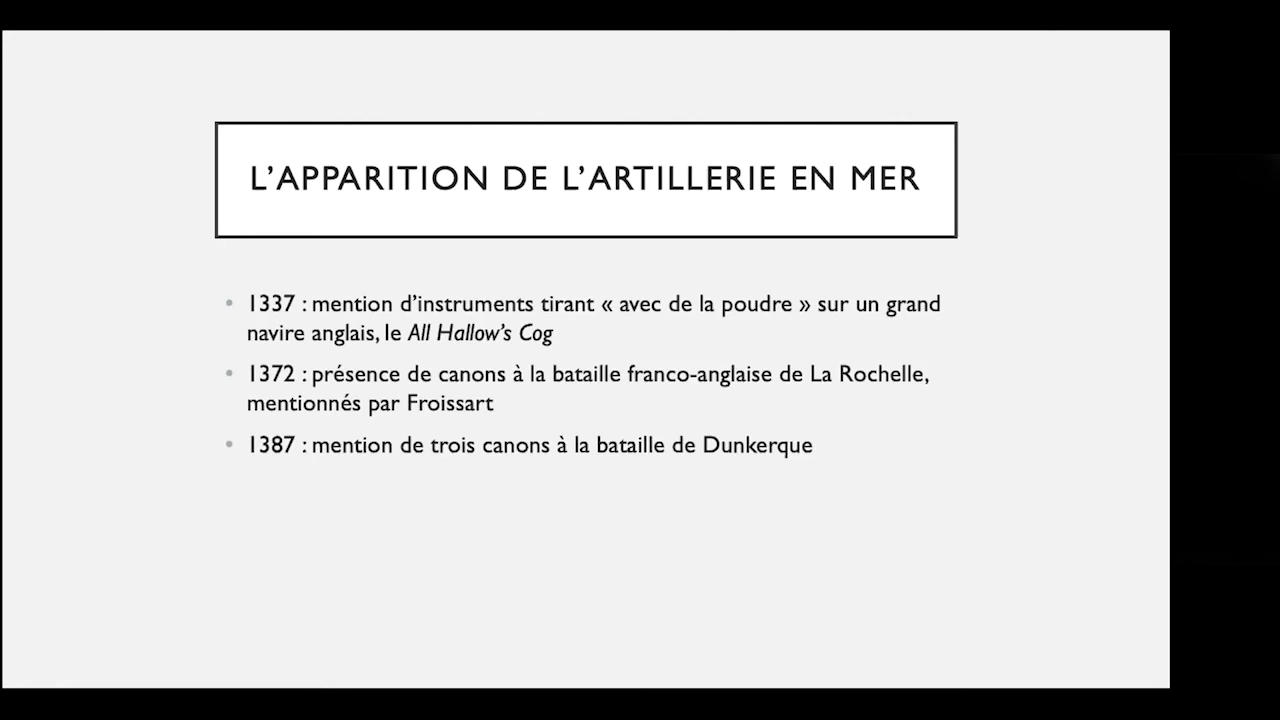 L’APPARITION DE L’ARTILLERIE EN MER
• 1337 : mention d’instruments tirant « avec de la poudre » sur un grand
navire anglais, le All Hallow’s Cog
• 1372 : présence de canons à la bataille franco-anglaise de La Rochelle,
mentionnés par Froissart
• 1387 : mention de trois canons à la bataille de Dunkerque